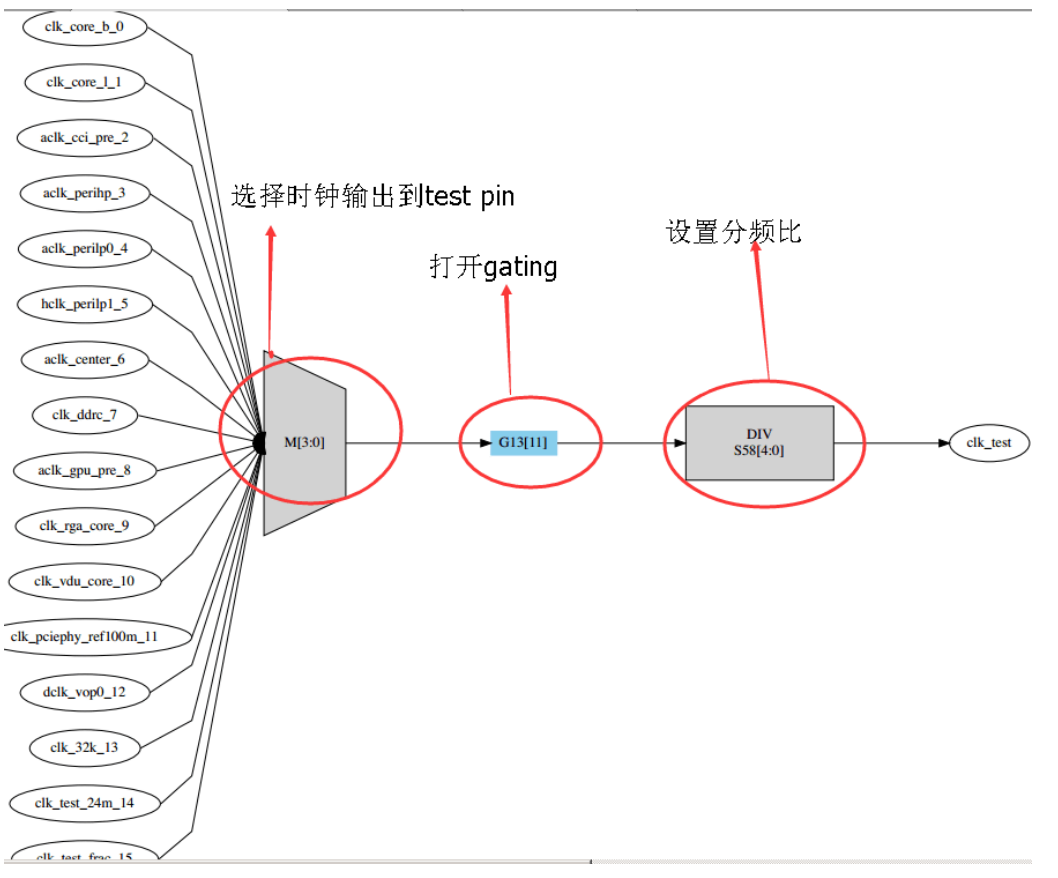 clk_core_b_0
clk_core_l_1
aclk_cci_pre_2
aclk_perihp_3
aclk_perilp0_4
hclk_perilp1_5
aclk_center_6
clk_ddrc_7
aclk_gpu_pre_8
clk_rga_core_9
clk_vdu_core_10
clk_pciephy_ref100m_11
dclk_vop0_12
clk_32k_13
clk_test_24m_14
clk_test_frac_15
选择时钟输出到test pin
M[3:0]
打开gating
G13[11]
设置分频比
DIV
S58[4:0]
clk_test